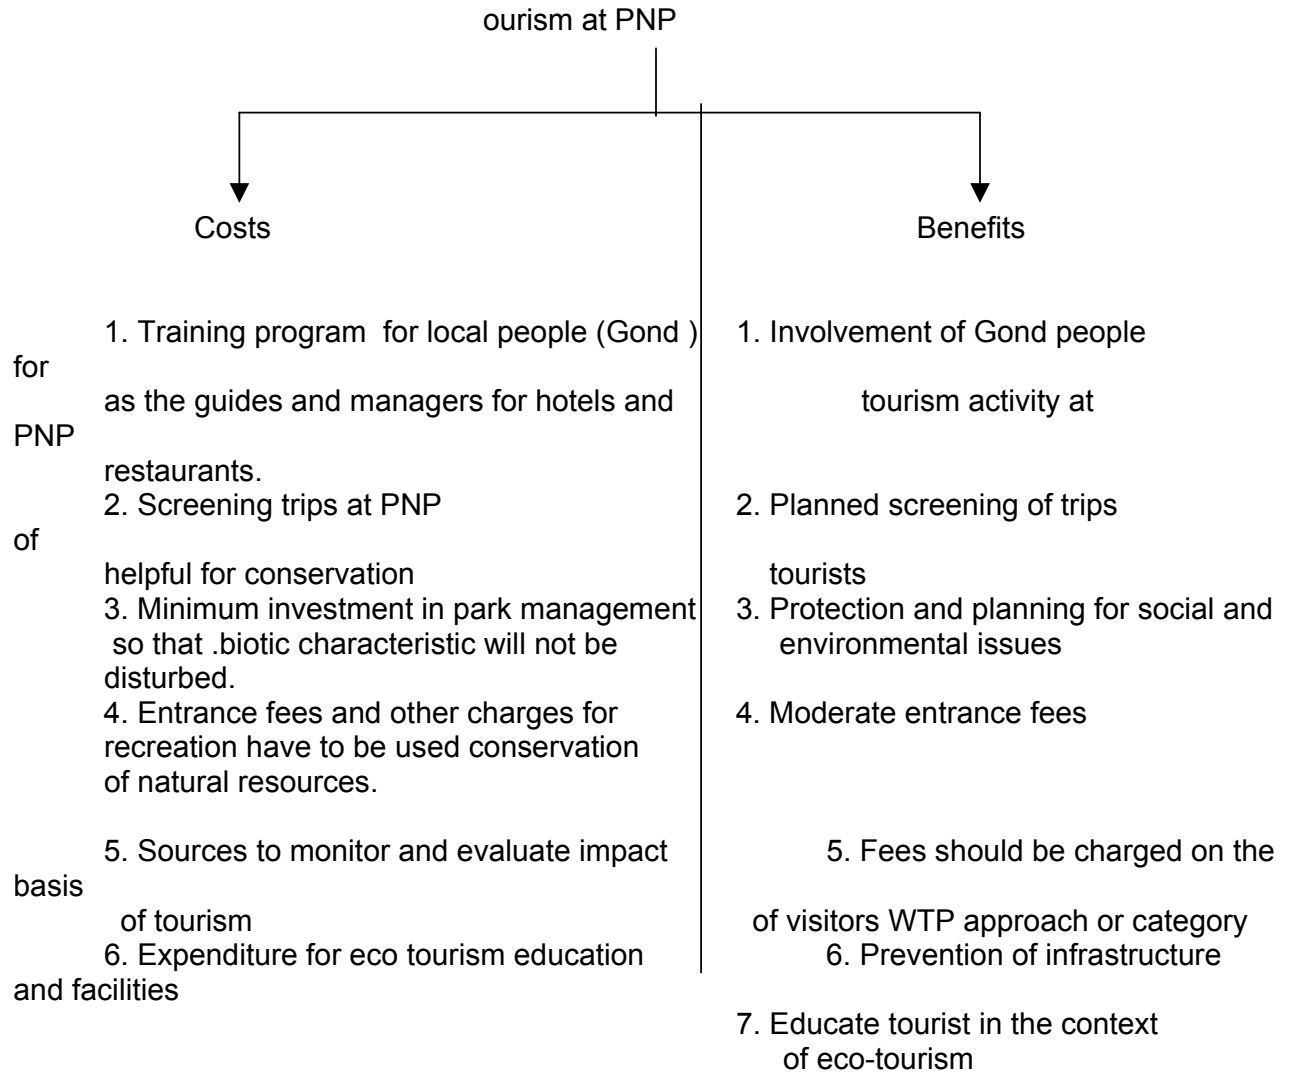 ourism at PNP
Costs Benefits
1. Training program for local people (Gond ) 1. Involvement of Gond people
for
as the guides and managers for hotels and tourism activity at
PNP
restaurants.
2. Screening trips at PNP 2. Planned screening of trips
of
helpful for conservation tourists
3. Minimum investment in park management 3. Protection and planning for social and
so that .biotic characteristic will not be environmental issues
disturbed.
4. Entrance fees and other charges for 4. Moderate entrance fees
recreation have to be used conservation
of natural resources.
5. Sources to monitor and evaluate impact 5. Fees should be charged on the
basis
of tourism of visitors WTP approach or category
6. Expenditure for eco tourism education 6. Prevention of infrastructure
and facilities
7. Educate tourist in the context
of eco-tourism